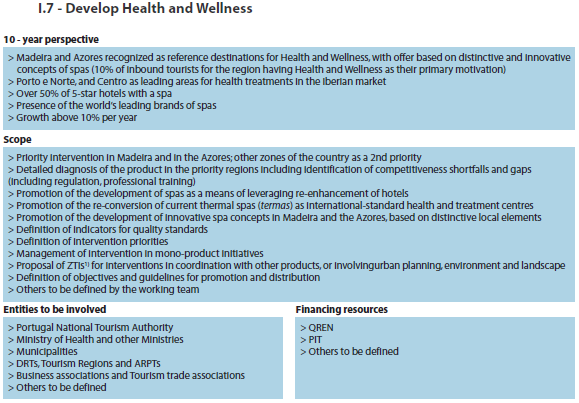 I.7 - Develop Health and Wellness
10 - year perspective
> Madeira and Azores recognized as reference destinations for Health and Wellness, with offer based on distinctive and innovative
concepts of spas (10% of inbound tourists for the region having Health and Wellness as their primary motivation)
> Porto e Norte, and Centro as leading areas for health treatments in the Iberian market
> Over 50% of 5-star hotels with a spa
> Presence of the world's leading brands of spas
> Growth above 10% per year
Scope
> Priority intervention in Madeira and in the Azores; other zones of the country as a 2nd priority
> Detailed diagnosis of the product in the priority regions including identification of competitiveness shortfalls and gaps
(including regulation, professional training)
> Promotion of the development of spas as a means of leveraging re-enhancement of hotels
> Promotion of the re-conversion of current thermal spas (termas) as international-standard health and treatment centres
> Promotion of the development of innovative spa concepts in Madeira and the Azores, based on distinctive local elements
> Definition of indicators for quality standards
> Definition of intervention priorities
> Management of intervention in mono-product initiatives
> Proposal of ZTIs¹⁾ for interventions in coordination with other products, or involvingurban planning, environment and landscape
> Definition of objectives and guidelines for promotion and distribution
> Others to be defined by the working team
Entities to be involved
> Portugal National Tourism Authority
> Ministry of Health and other Ministries
> Municipalities
> DRTs, Tourism Regions and ARPTs
> Business associations and Tourism trade associations
> Others to be defined
Financing resources
> QREN
> PIT
> Others to be defined